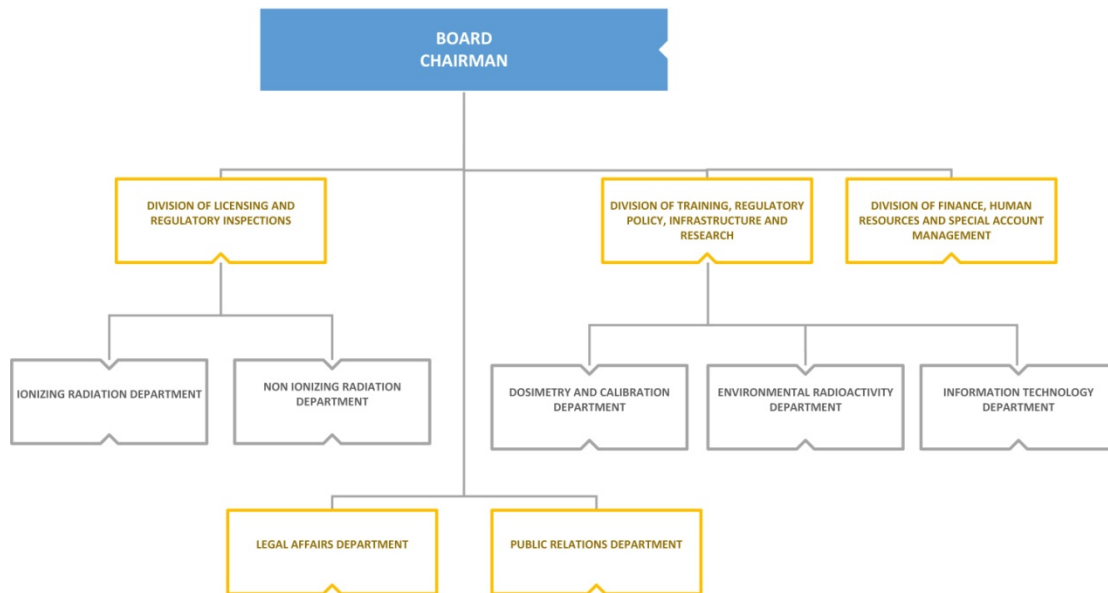 BOARD
CHAIRMAN
DIVISION OF LICENSING AND
REGULATORY INSPECTIONS
DIVISION OF TRAINING, REGULATORY
POLICY, INFRASTRUCTURE AND
RESEARCH
DIVISION OF FINANCE, HUMAN
RESOURCES AND SPECIAL ACCOUNT
MANAGEMENT
IONIZING RADIATION DEPARTMENT
NON IONIZING RADIATION
DEPARTMENT
DOSIMETRY AND CALIBRATION
DEPARTMENT
ENVIRONMENTAL RADIOACTIVITY
DEPARTMENT
INFORMATION TECHNOLOGY
DEPARTMENT
LEGAL AFFAIRS DEPARTMENT
PUBLIC RELATIONS DEPARTMENT